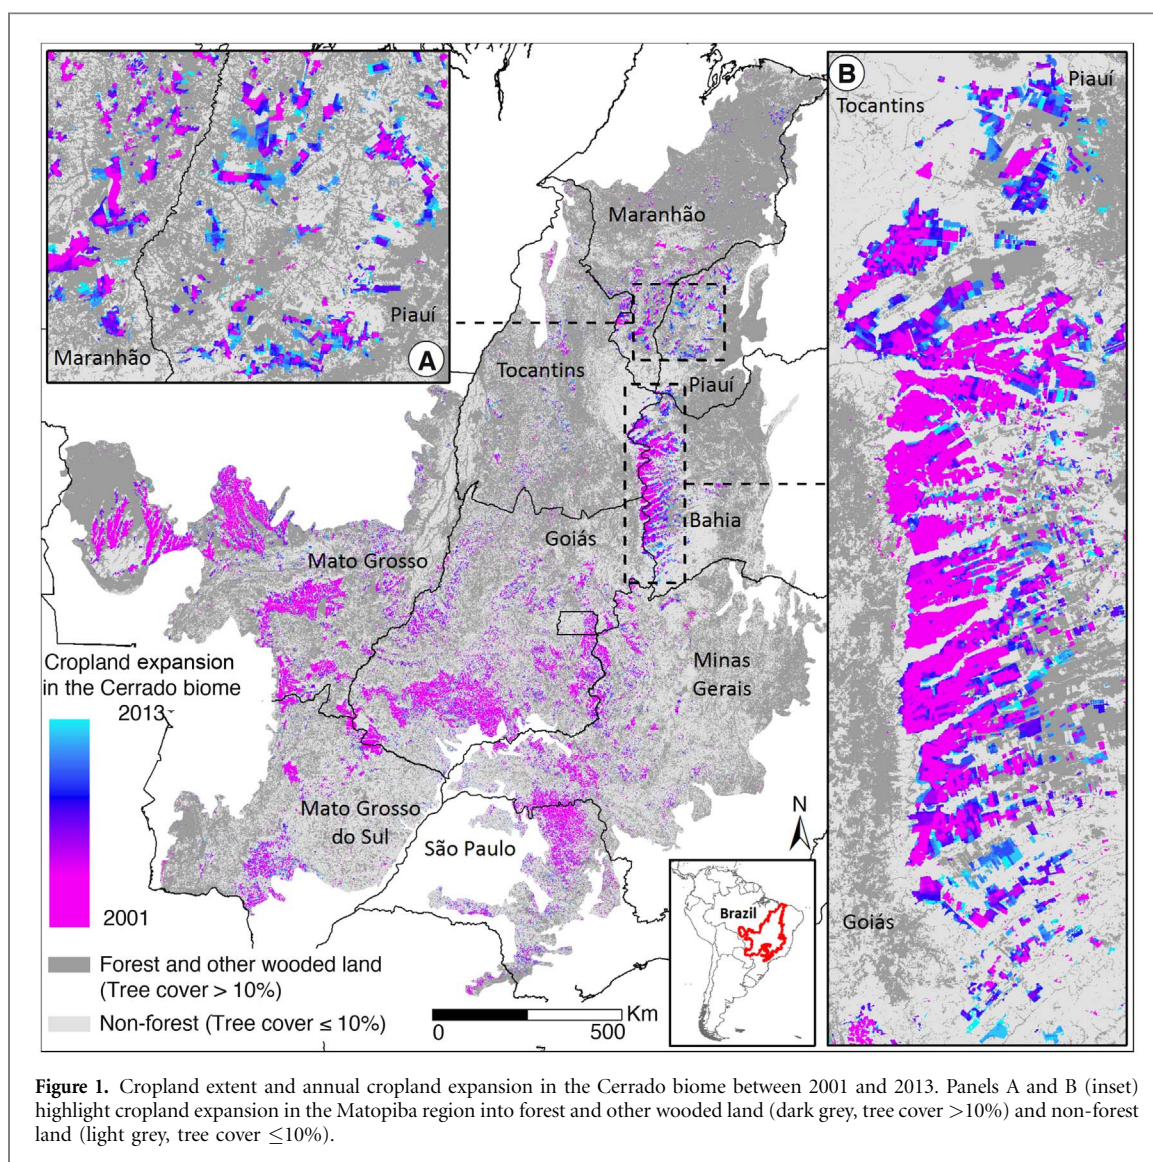 A
Maranhão
Piauí
B
Tocantins
Piauí
Goiás
Maranhão
Tocantins
Piauí
Bahia
Goiás
Mato Grosso
Minas
Gerais
Mato Grosso
do Sul
São Paulo
Cropland expansion
in the Cerrado biome
2013
2001
Forest and other wooded land
(Tree cover > 10%)
Non-forest (Tree cover ≤ 10%)
0 500 Km
N
Brazil
Figure 1. Cropland extent and annual cropland expansion in the Cerrado biome between 2001 and 2013. Panels A and B (inset)
highlight cropland expansion in the Matopiba region into forest and other wooded land (dark grey, tree cover >10%) and non-forest
land (light grey, tree cover ≤10%).